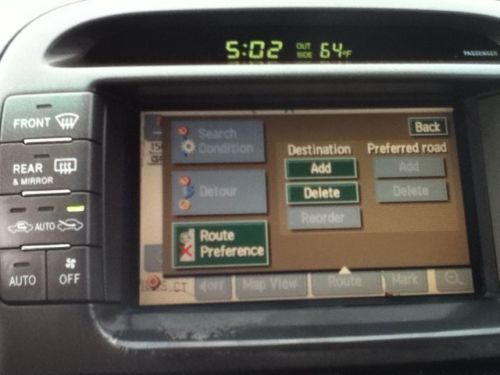 5:02 OUT SIDE 64°F
PASSENGER
FRONT
REAR
& MIRROR
AUTO
AUTO
OFF
Back
Search
Condition
Detour
Route
Preference
Destination
Add
Delete
Reorder
Preferred road
Add
Delete
OFF
Map View
Route
Mark